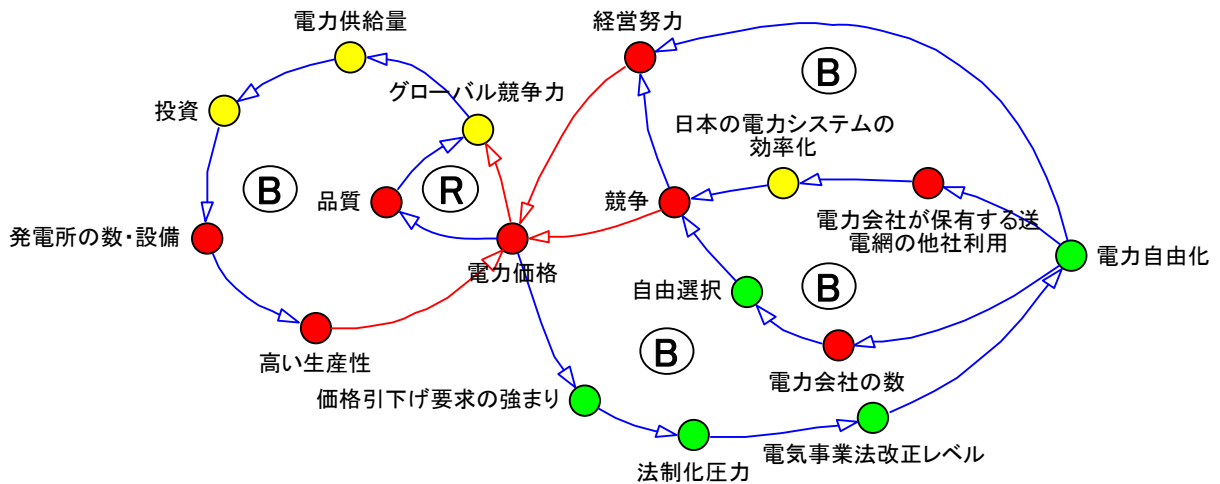 電力供給量
経営努力
グローバル競争力
投資
B
日本の電力システムの
効率化
B
R
品質
競争
発電所の数・設備
電力会社が保有する送
電網の他社利用
電力自由化
電力価格
自由選択
B
高い生産性
B
電力会社の数
価格引下げ要求の強まり
電気事業法改正レベル
法制化圧力